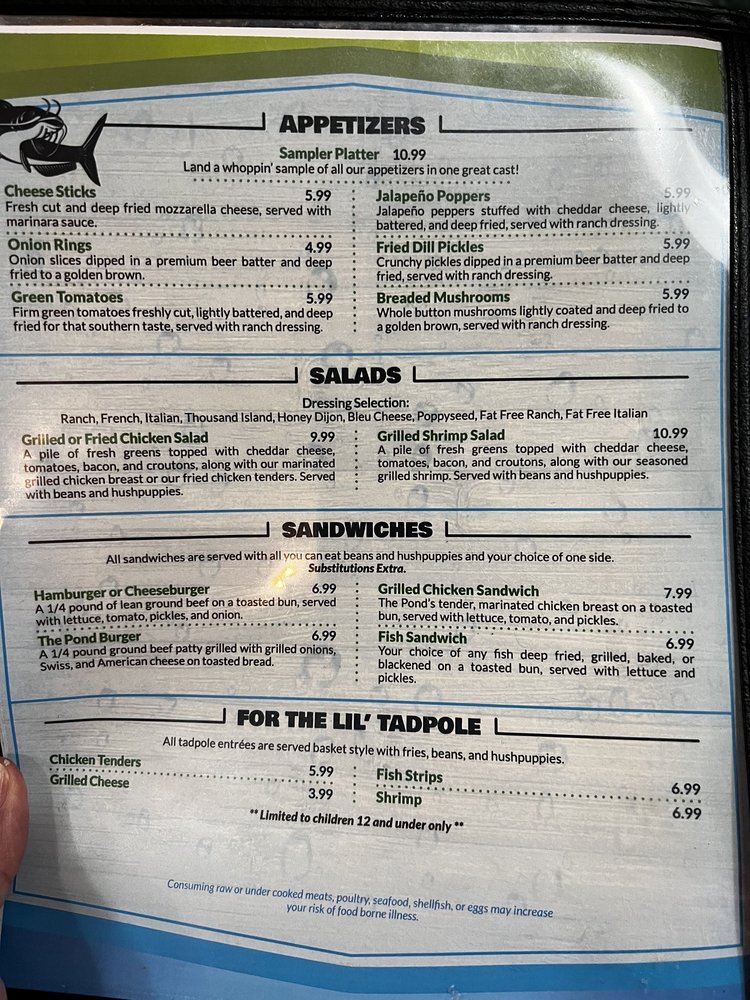 APPETIZERS
Sampler Platter 10.99
Land a whoppin' sample of all our appetizers in one great cast!
Cheese Sticks 5.99
Fresh cut and deep fried mozzarella cheese, served with
marinara sauce.
Onion Rings 4.99
Onion slices dipped in a premium beer batter and deep
fried to a golden brown.
Green Tomatoes 5.99
Firm green tomatoes freshly cut, lightly battered, and deep
fried for that southern taste, served with ranch dressing.
Jalapeño Poppers 5.99
Jalapeño peppers stuffed with cheddar cheese, lightly
battered, and deep fried, served with ranch dressing.
Fried Dill Pickles 5.99
Crunchy pickles dipped in a premium beer batter and deep
fried, served with ranch dressing.
Breaded Mushrooms 5.99
Whole button mushrooms lightly coated and deep fried to
a golden brown, served with ranch dressing.
SALADS
Dressing Selection:
Ranch, French, Italian, Thousand Island, Honey Dijon, Bleu Cheese, Poppyseed, Fat Free Ranch, Fat Free Italian
Grilled or Fried Chicken Salad 9.99
A pile of fresh greens topped with cheddar cheese,
tomatoes, bacon, and croutons, along with our marinated
grilled chicken breast or our fried chicken tenders. Served
with beans and hushpuppies.
Grilled Shrimp Salad 10.99
A pile of fresh greens topped with cheddar cheese,
tomatoes, bacon, and croutons, along with our seasoned
grilled shrimp. Served with beans and hushpuppies.
SANDWICHES
All sandwiches are served with all you can eat beans and hushpuppies and your choice of one side.
Substitutions Extra.
Hamburger or Cheeseburger 6.99
A 1/4 pound of lean ground beef on a toasted bun, served
with lettuce, tomato, pickles, and onion.
The Pond Burger 6.99
A 1/4 pound ground beef patty grilled with grilled onions,
Swiss, and American cheese on toasted bread.
Grilled Chicken Sandwich 7.99
The Pond's tender, marinated chicken breast on a toasted
bun, served with lettuce, tomato, and pickles.
Fish Sandwich 6.99
Your choice of any fish deep fried, grilled, baked, or
blackened on a toasted bun, served with lettuce and
pickles.
FOR THE LIL' TADPOLE
All tadpole entrées are served basket style with fries, beans, and hushpuppies.
Chicken Tenders 5.99
Grilled Cheese 3.99
Fish Strips 6.99
Shrimp 6.99
**Limited to children 12 and under only**
Consuming raw or under cooked meats, poultry, seafood, shellfish, or eggs may increase
your risk of food borne illness.